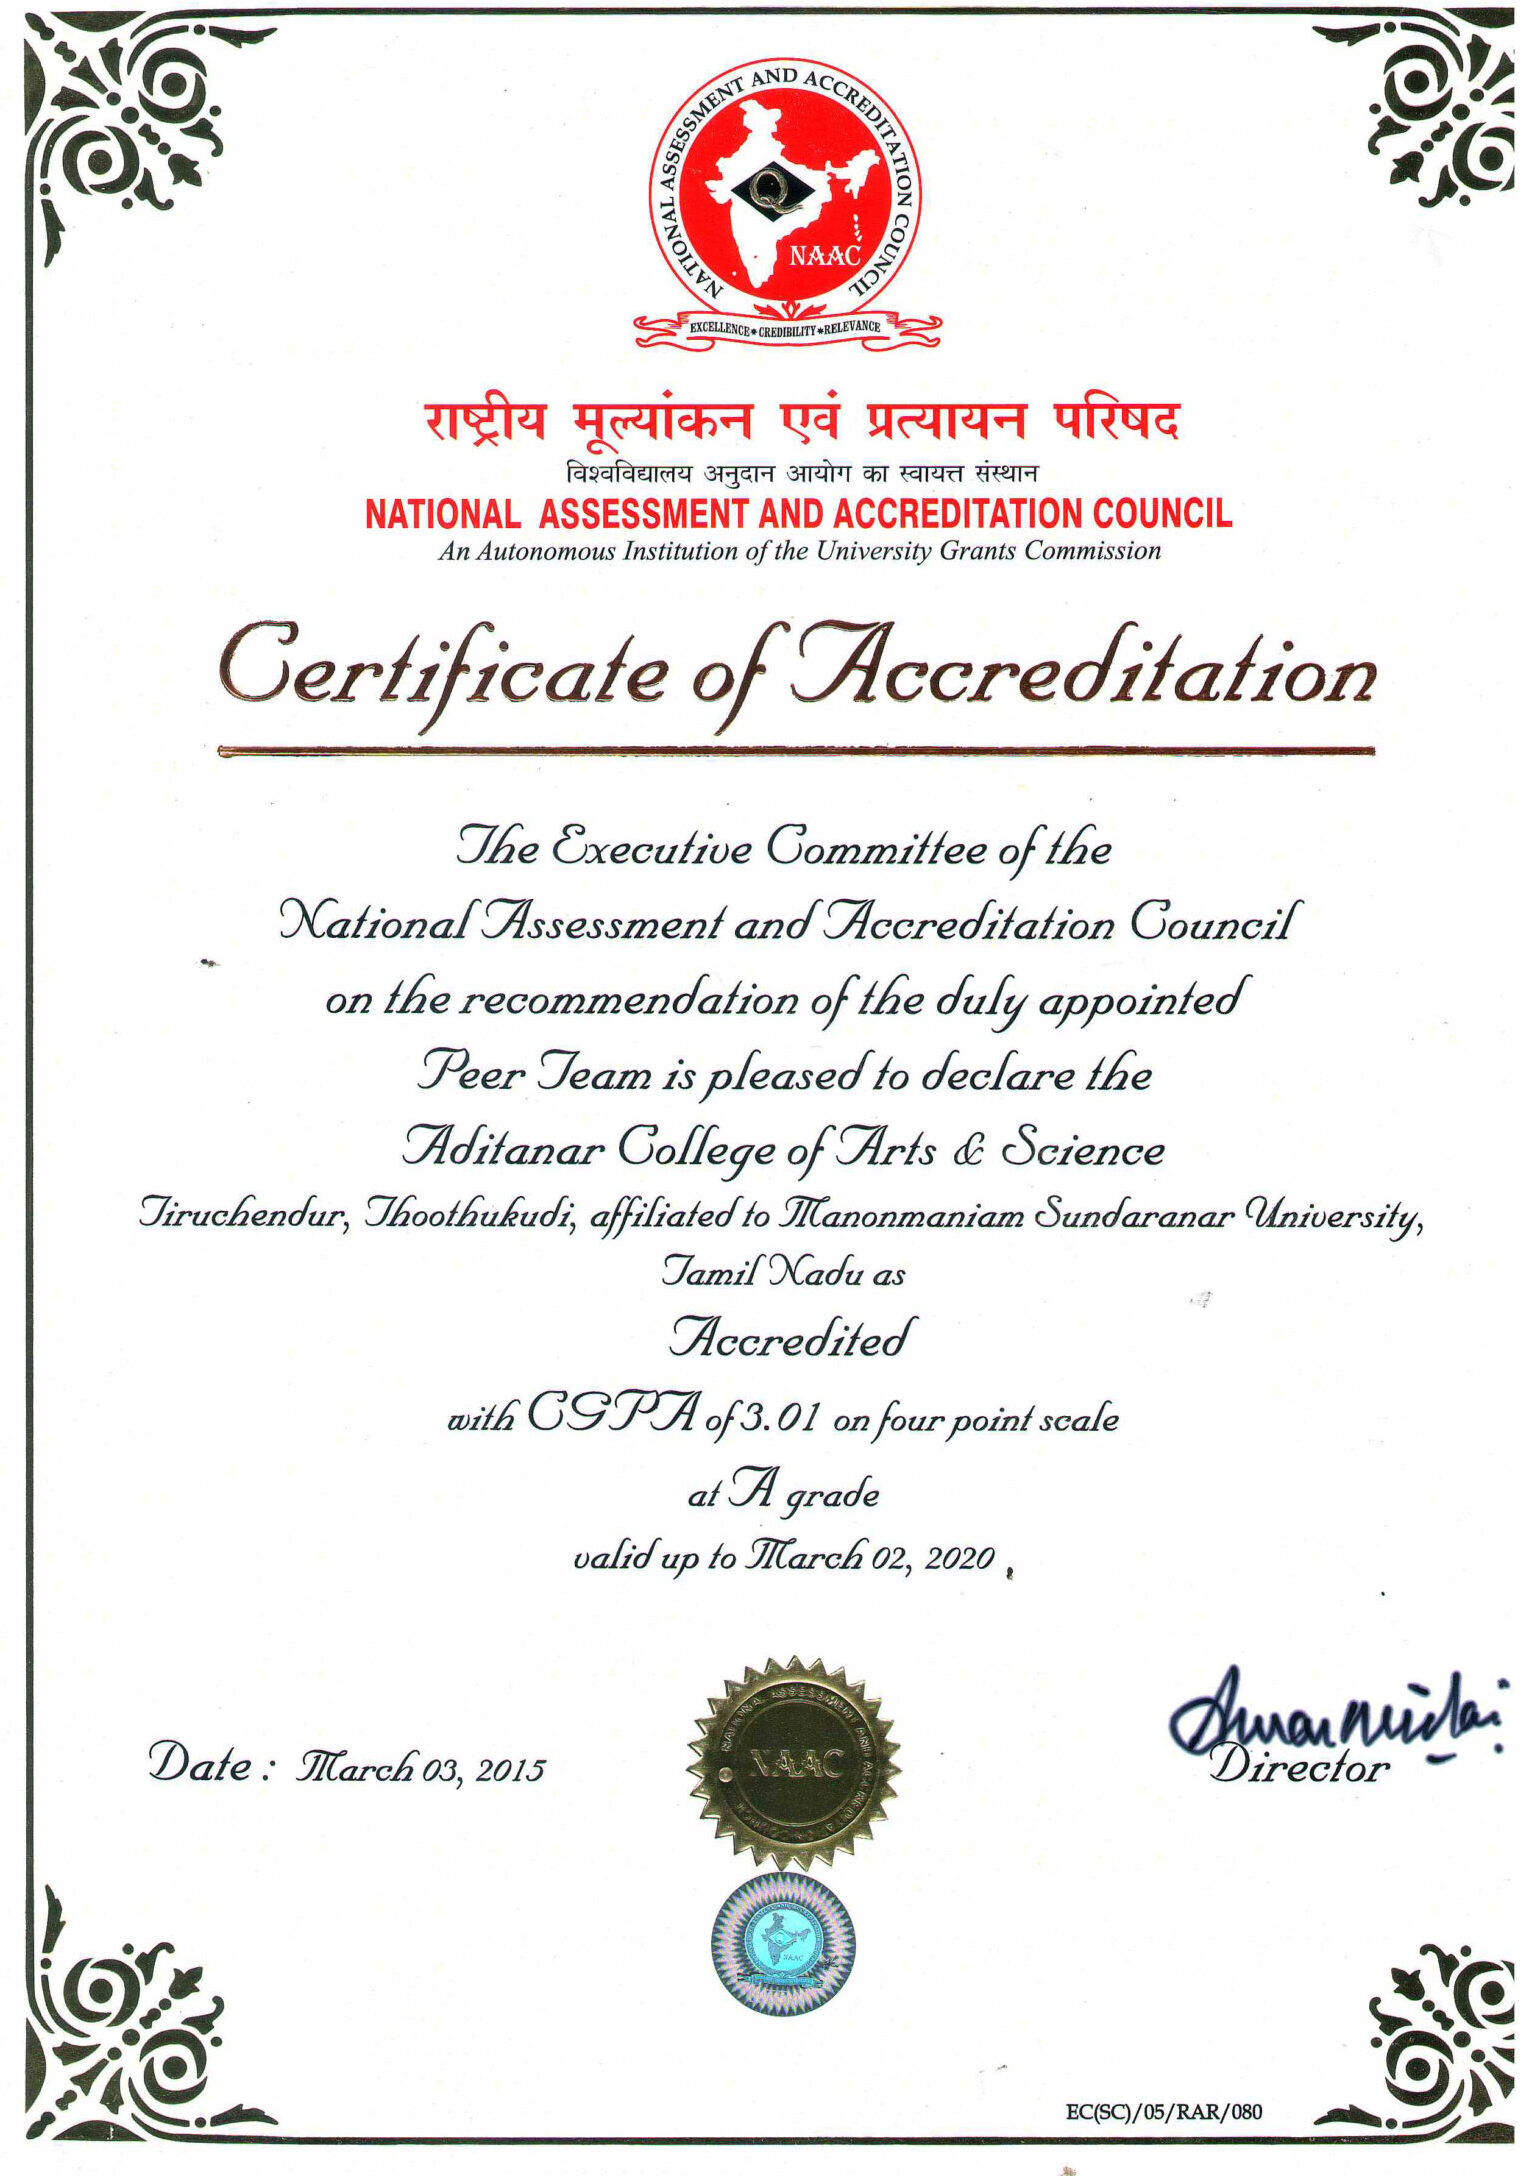 NATIONAL ASSESSMENT AND ACCREDITATION COUNCIL
Q
NAAC
EXCELLENCE★CREDIBILITY★RELEVANCE
राष्ट्रीय मूल्यांकन एवं प्रत्यायन परिषद
विश्वविद्यालय अनुदान आयोग का स्वायत्त संस्थान
NATIONAL ASSESSMENT AND ACCREDITATION COUNCIL
An Autonomous Institution of the University Grants Commission
Certificate of Accreditation
The Executive Committee of the
National Assessment and Accreditation Council
on the recommendation of the duly appointed
Peer Team is pleased to declare the
Aditanar College of Arts & Science
Tiruchendur, Thoothukudi, affiliated to Manonmaniam Sundaranar University,
Tamil Nadu as
Accredited
with CGPA of 3.01 on four point scale
at A grade
valid up to March 02, 2020
Date : March 03, 2015
NAAC
Director
NAAC
EC(SC)/05/RAR/080